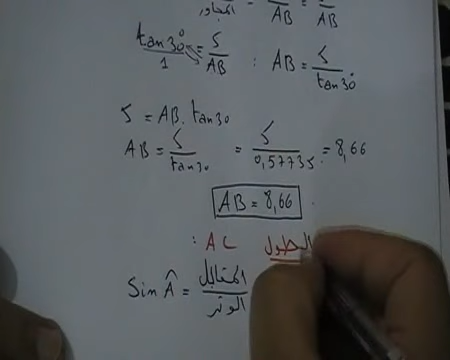 المجاور = AB = AB
tan30°/1 = 5/AB : AB = 5/tan30°
5 = AB . tan30
AB = 5/tan30 = 5/0,57735 = 8,66
AB = 8,66
الطول AC :
Sin Â = المقابل/الوتر